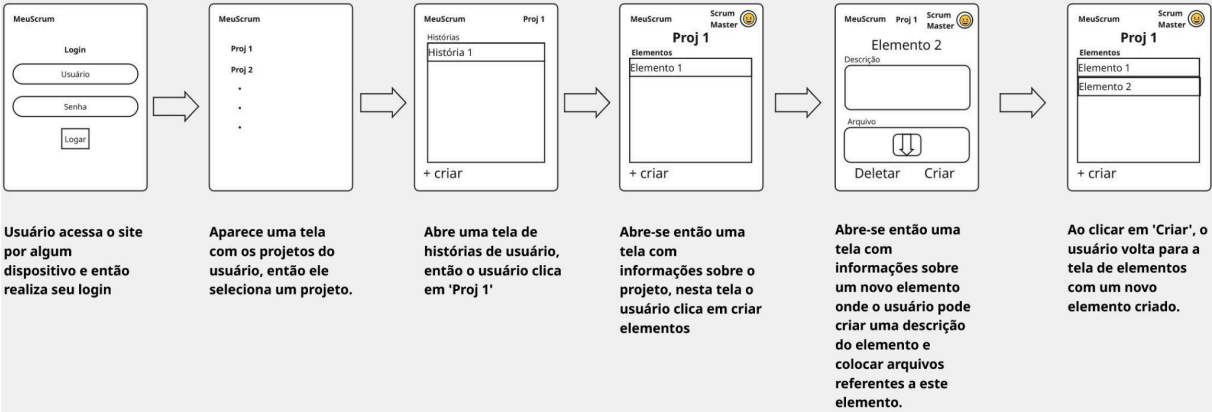 MeuScrum
Login
Usuário
Senha
Logar
Usuário acessa o site
por algum
dispositivo e então
realiza seu login
MeuScrum
Proj 1
Proj 2
Aparece uma tela
com os projetos do
usuário, então ele
seleciona um projeto.
MeuScrum Proj 1
Histórias
História 1
+ criar
Abre uma tela de
histórias de usuário,
então o usuário clica
em 'Proj 1'
MeuScrum Scrum
Master
Proj 1
Elementos
Elemento 1
+ criar
Abre-se então uma
tela com
informações sobre o
projeto, nesta tela o
usuário clica em criar
elementos
MeuScrum Proj 1 Scrum
Master
Elemento 2
Descrição
Arquivo
Deletar Criar
Abre-se então uma
tela com
informações sobre
um novo elemento
onde o usuário pode
criar uma descrição
do elemento e
colocar arquivos
referentes a este
elemento.
MeuScrum Scrum
Master
Proj 1
Elementos
Elemento 1
Elemento 2
+ criar
Ao clicar em 'Criar', o
usuário volta para a
tela de elementos
com um novo
elemento criado.